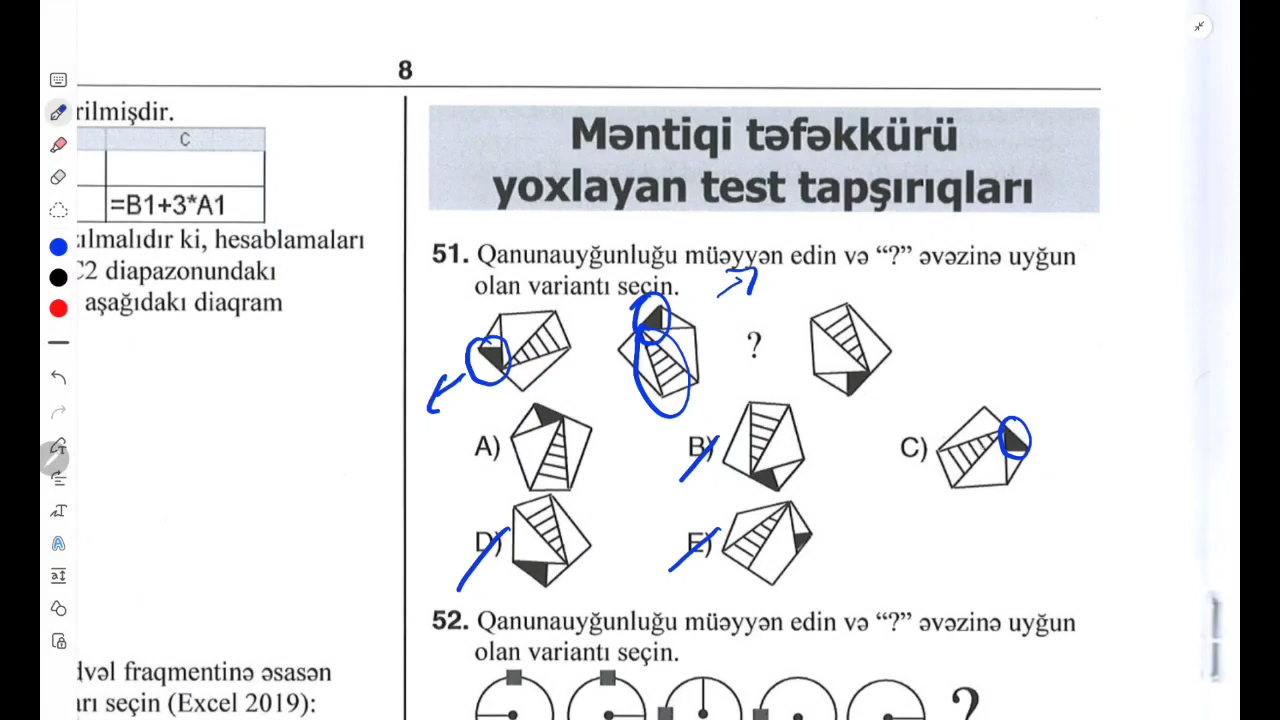 8
rilmişdir.
C
=B1+3*A1
zılmalıdır ki, hesablamaları
C2 diapazonundakı
aşağıdakı diaqram
Məntiqi təfəkkürü
yoxlayan test tapşırıqları
51. Qanunauyğunluğu müəyyən edin və “?” əvəzinə uyğun
olan variantı seçin.
?
A) B) C)
D) E)
52. Qanunauyğunluğu müəyyən edin və “?” əvəzinə uyğun
olan variantı seçin.
?
dvəl fraqmentinə əsasən
arı seçin (Excel 2019):